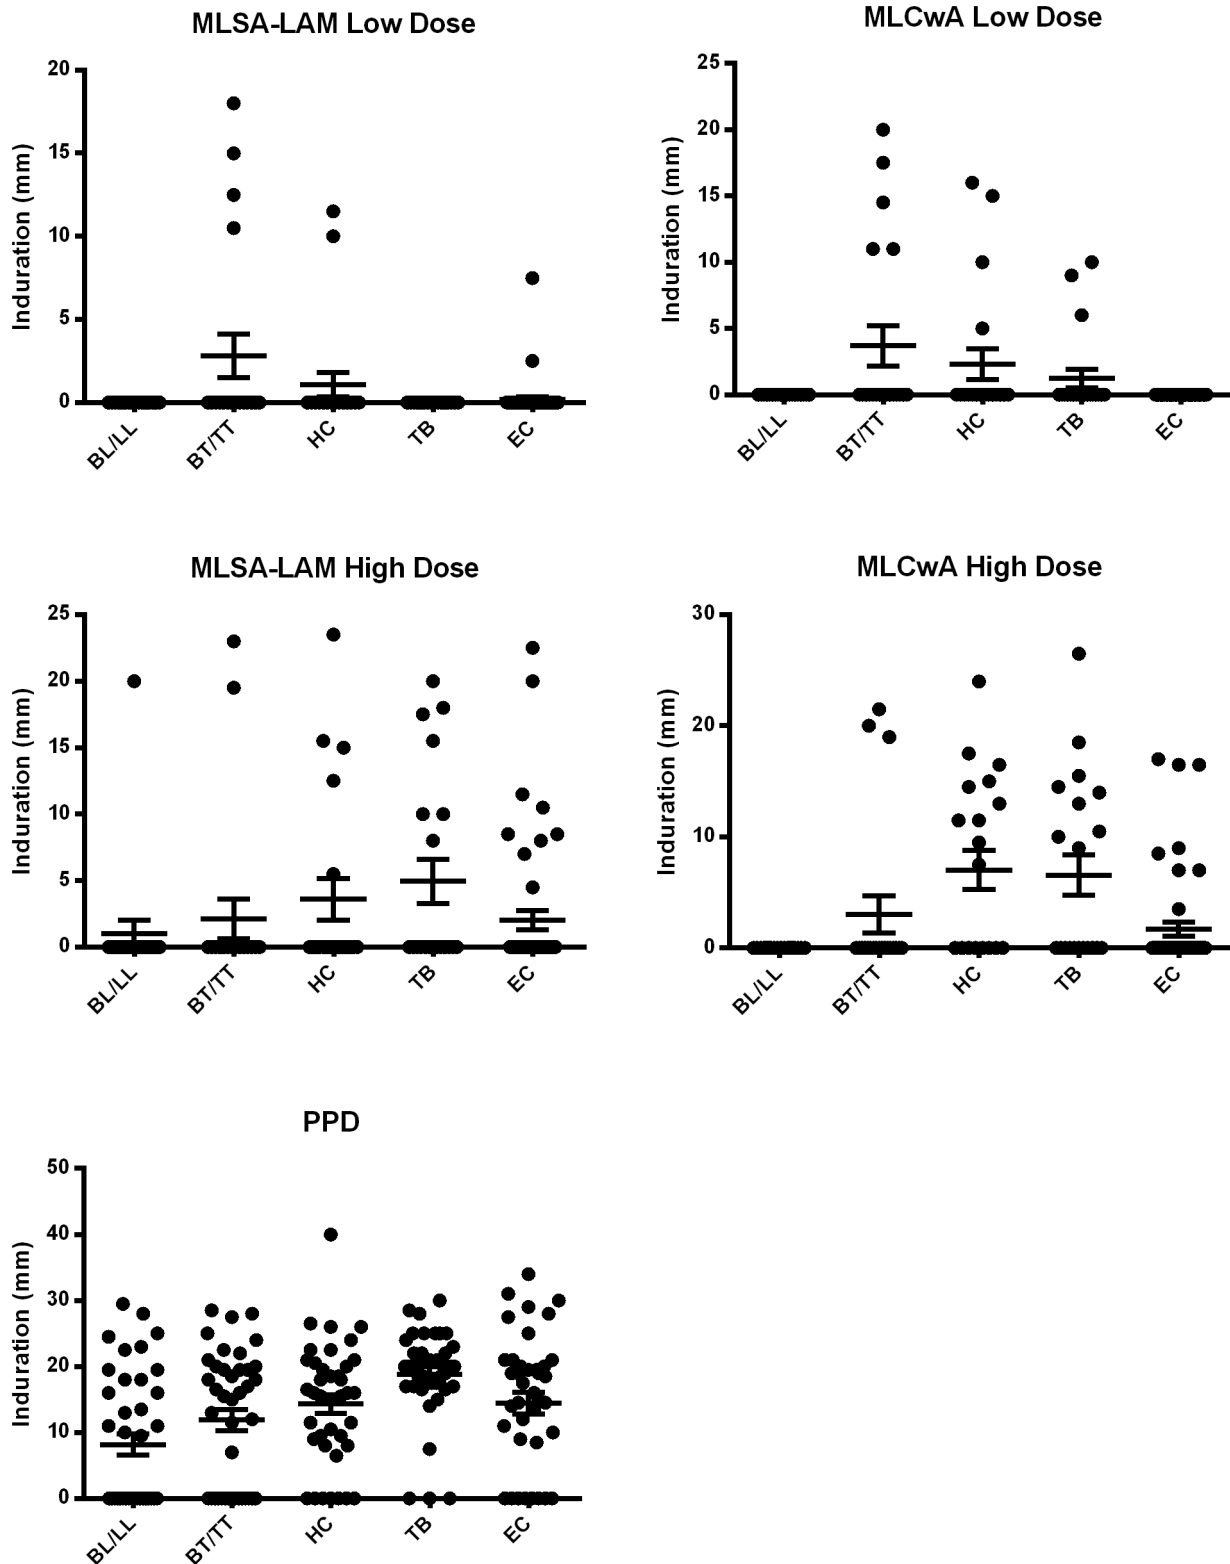 MLSA-LAM Low Dose
Induration (mm)
20
15
10
5
0
BL/LL
BT/TT
HC
TB
EC
MLCwA Low Dose
Induration (mm)
25
20
15
10
5
0
BL/LL
BT/TT
HC
TB
EC
MLSA-LAM High Dose
Induration (mm)
25
20
15
10
5
0
BL/LL
BT/TT
HC
TB
EC
MLCwA High Dose
Induration (mm)
30
20
10
0
BL/LL
BT/TT
HC
TB
EC
PPD
Induration (mm)
50
40
30
20
10
0
BL/LL
BT/TT
HC
TB
EC